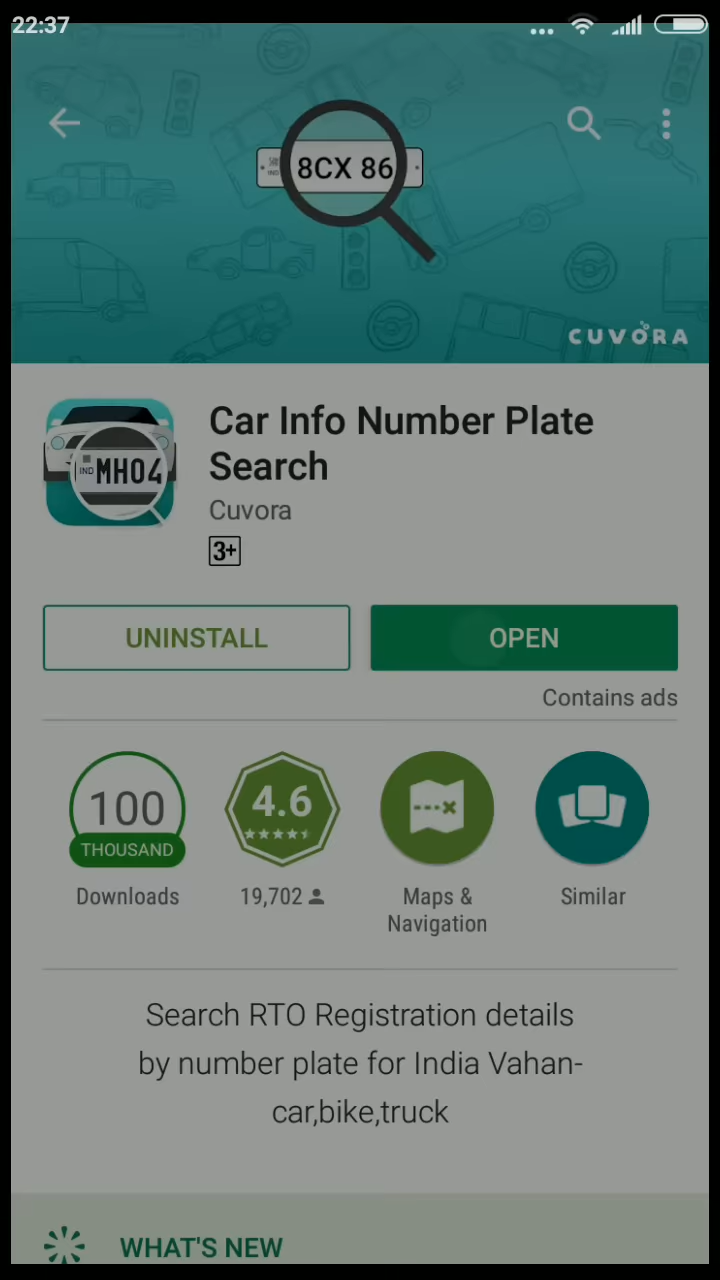 22:37
8CX 86
CUVORA
IND
MH04
Car Info Number Plate
Search
Cuvora
3+
UNINSTALL
OPEN
Contains ads
100
THOUSAND
4.6
Downloads
19,702
Maps &
Navigation
Similar
Search RTO Registration details
by number plate for India Vahan-
car,bike,truck
WHAT'S NEW